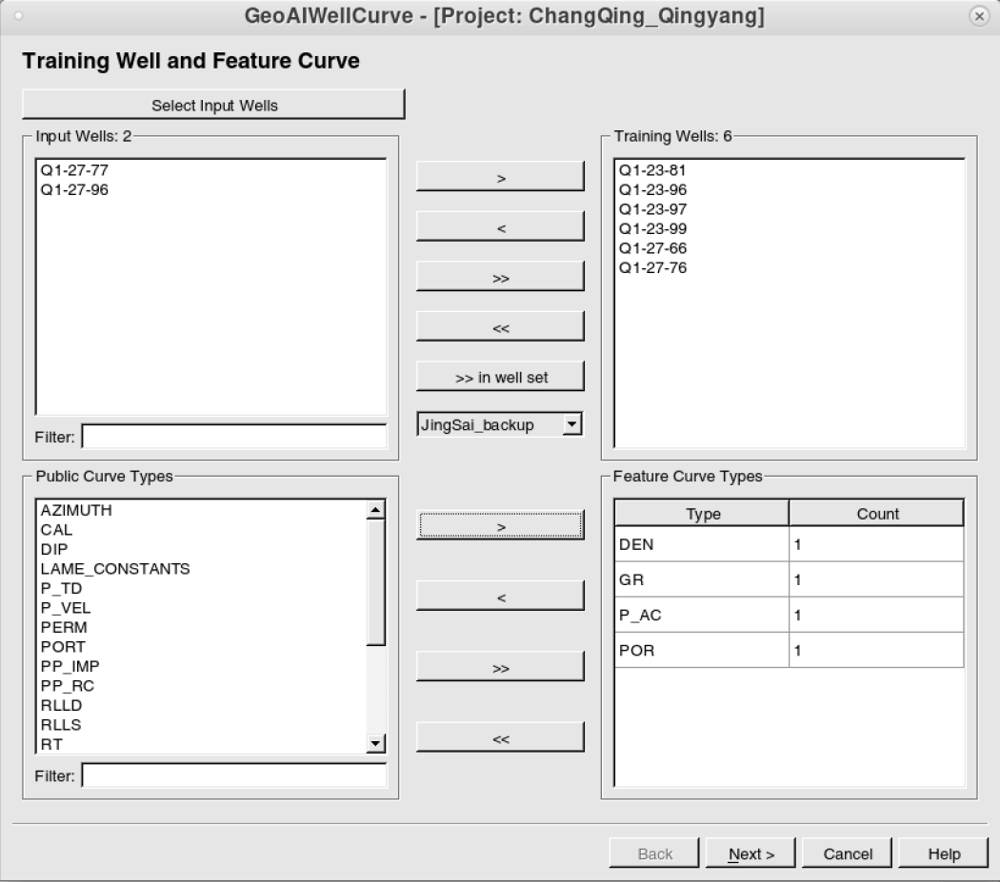 GeoAIWellCurve - [Project: ChangQing_Qingyang]
Training Well and Feature Curve
Select Input Wells
Input Wells: 2
Q1-27-77
Q1-27-96
Filter:
>
<
>>
<<
>> in well set
JingSai_backup
Training Wells: 6
Q1-23-81
Q1-23-96
Q1-23-97
Q1-23-99
Q1-27-66
Q1-27-76
Public Curve Types
AZIMUTH
CAL
DIP
LAME_CONSTANTS
P_TD
P_VEL
PERM
PORT
PP_IMP
PP_RC
RLLD
RLLS
RT
Filter:
>
<
>>
<<
Feature Curve Types
Type Count
DEN 1
GR 1
P_AC 1
POR 1
Back Next > Cancel Help